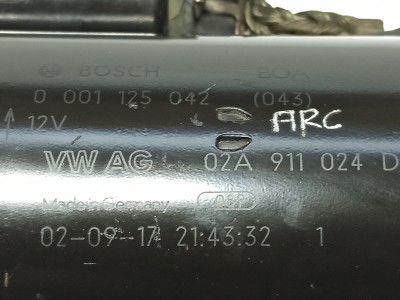 BOSCH BOA
0 001 125 042 (043)
12V ARC
VW AG 02A 911 024 D
Made in Germany
02-09-17 21:43:32 1